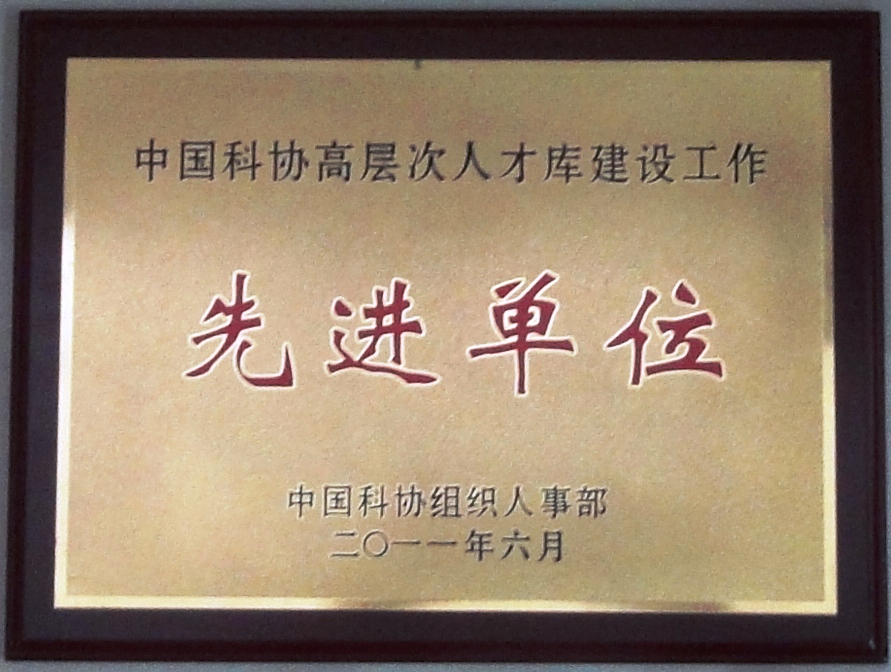 中国科协高层次人才库建设工作
先进单位
中国科协组织人事部
二〇一一年六月